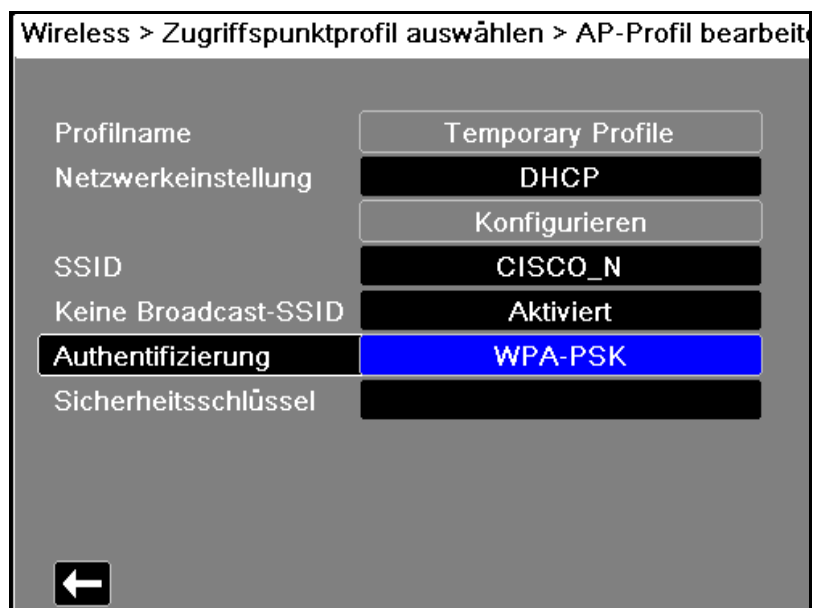 Wireless > Zugriffspunktprofil auswählen > AP-Profil bearbeite
Profilname Temporary Profile
Netzwerkeinstellung DHCP
Konfigurieren
SSID CISCO_N
Keine Broadcast-SSID Aktiviert
Authentifizierung WPA-PSK
Sicherheitsschlüssel